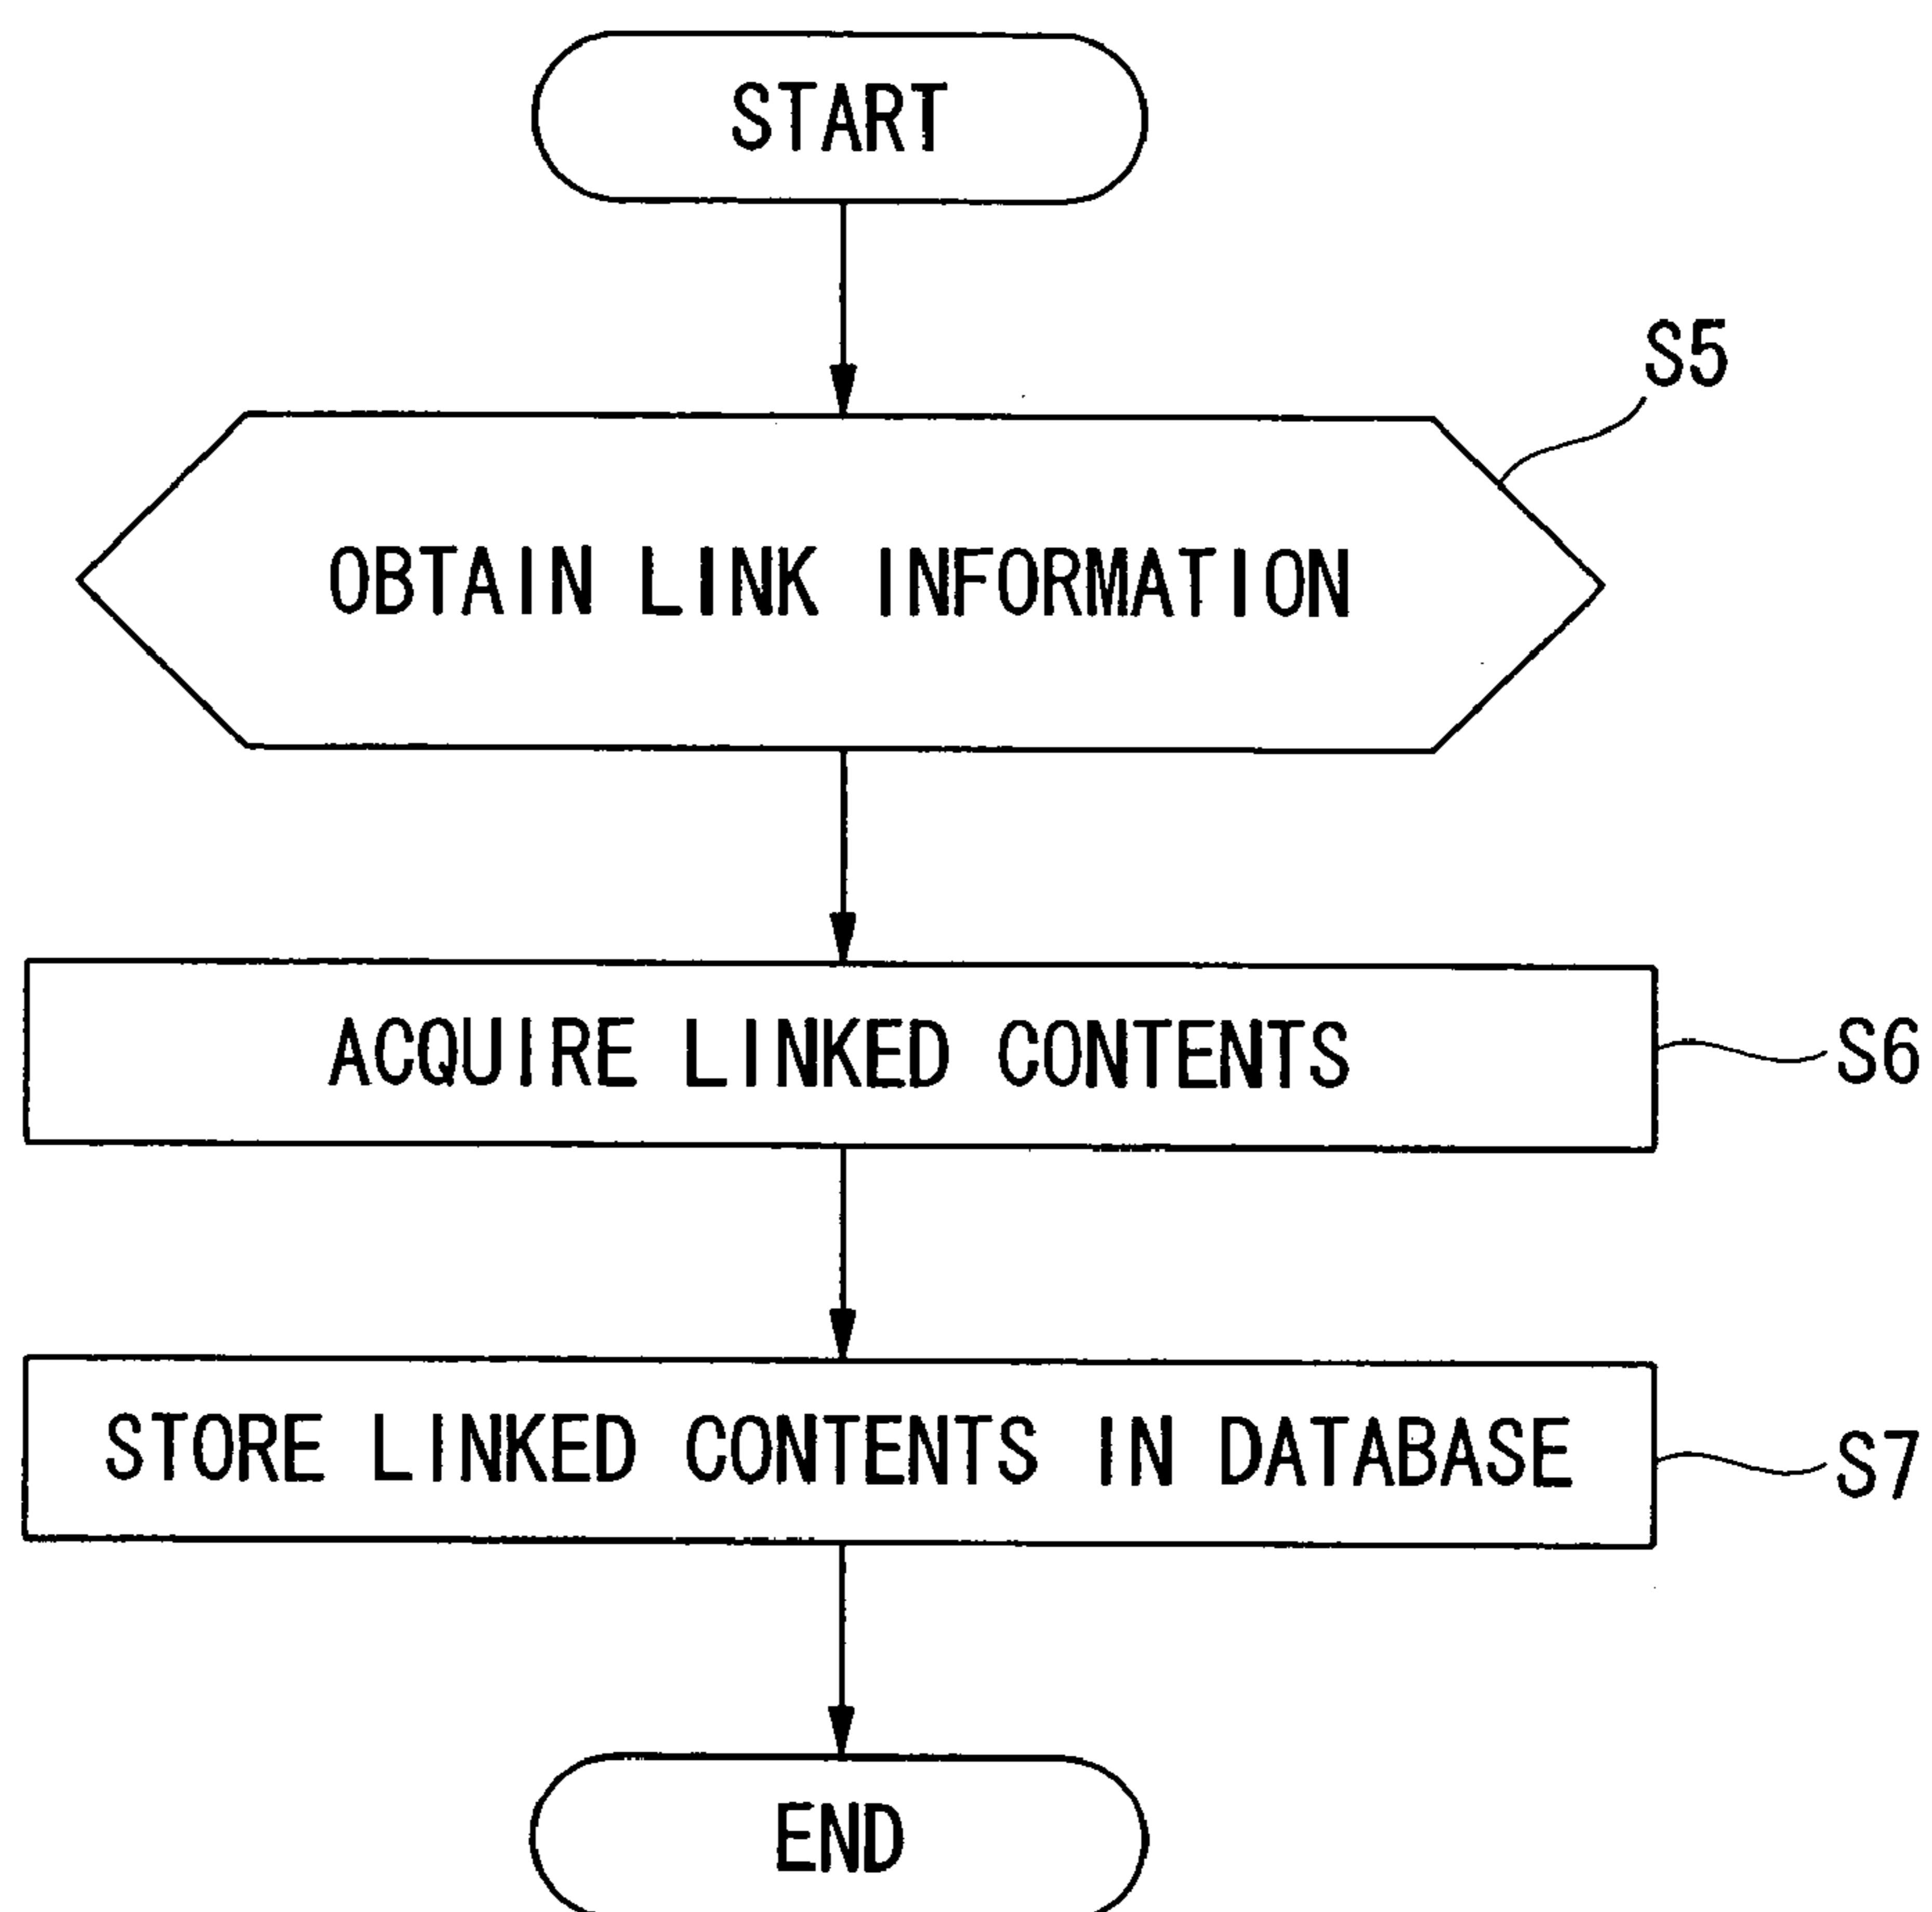 START
S5
OBTAIN LINK INFORMATION
ACQUIRE LINKED CONTENTS
S6
STORE LINKED CONTENTS IN DATABASE
S7
END